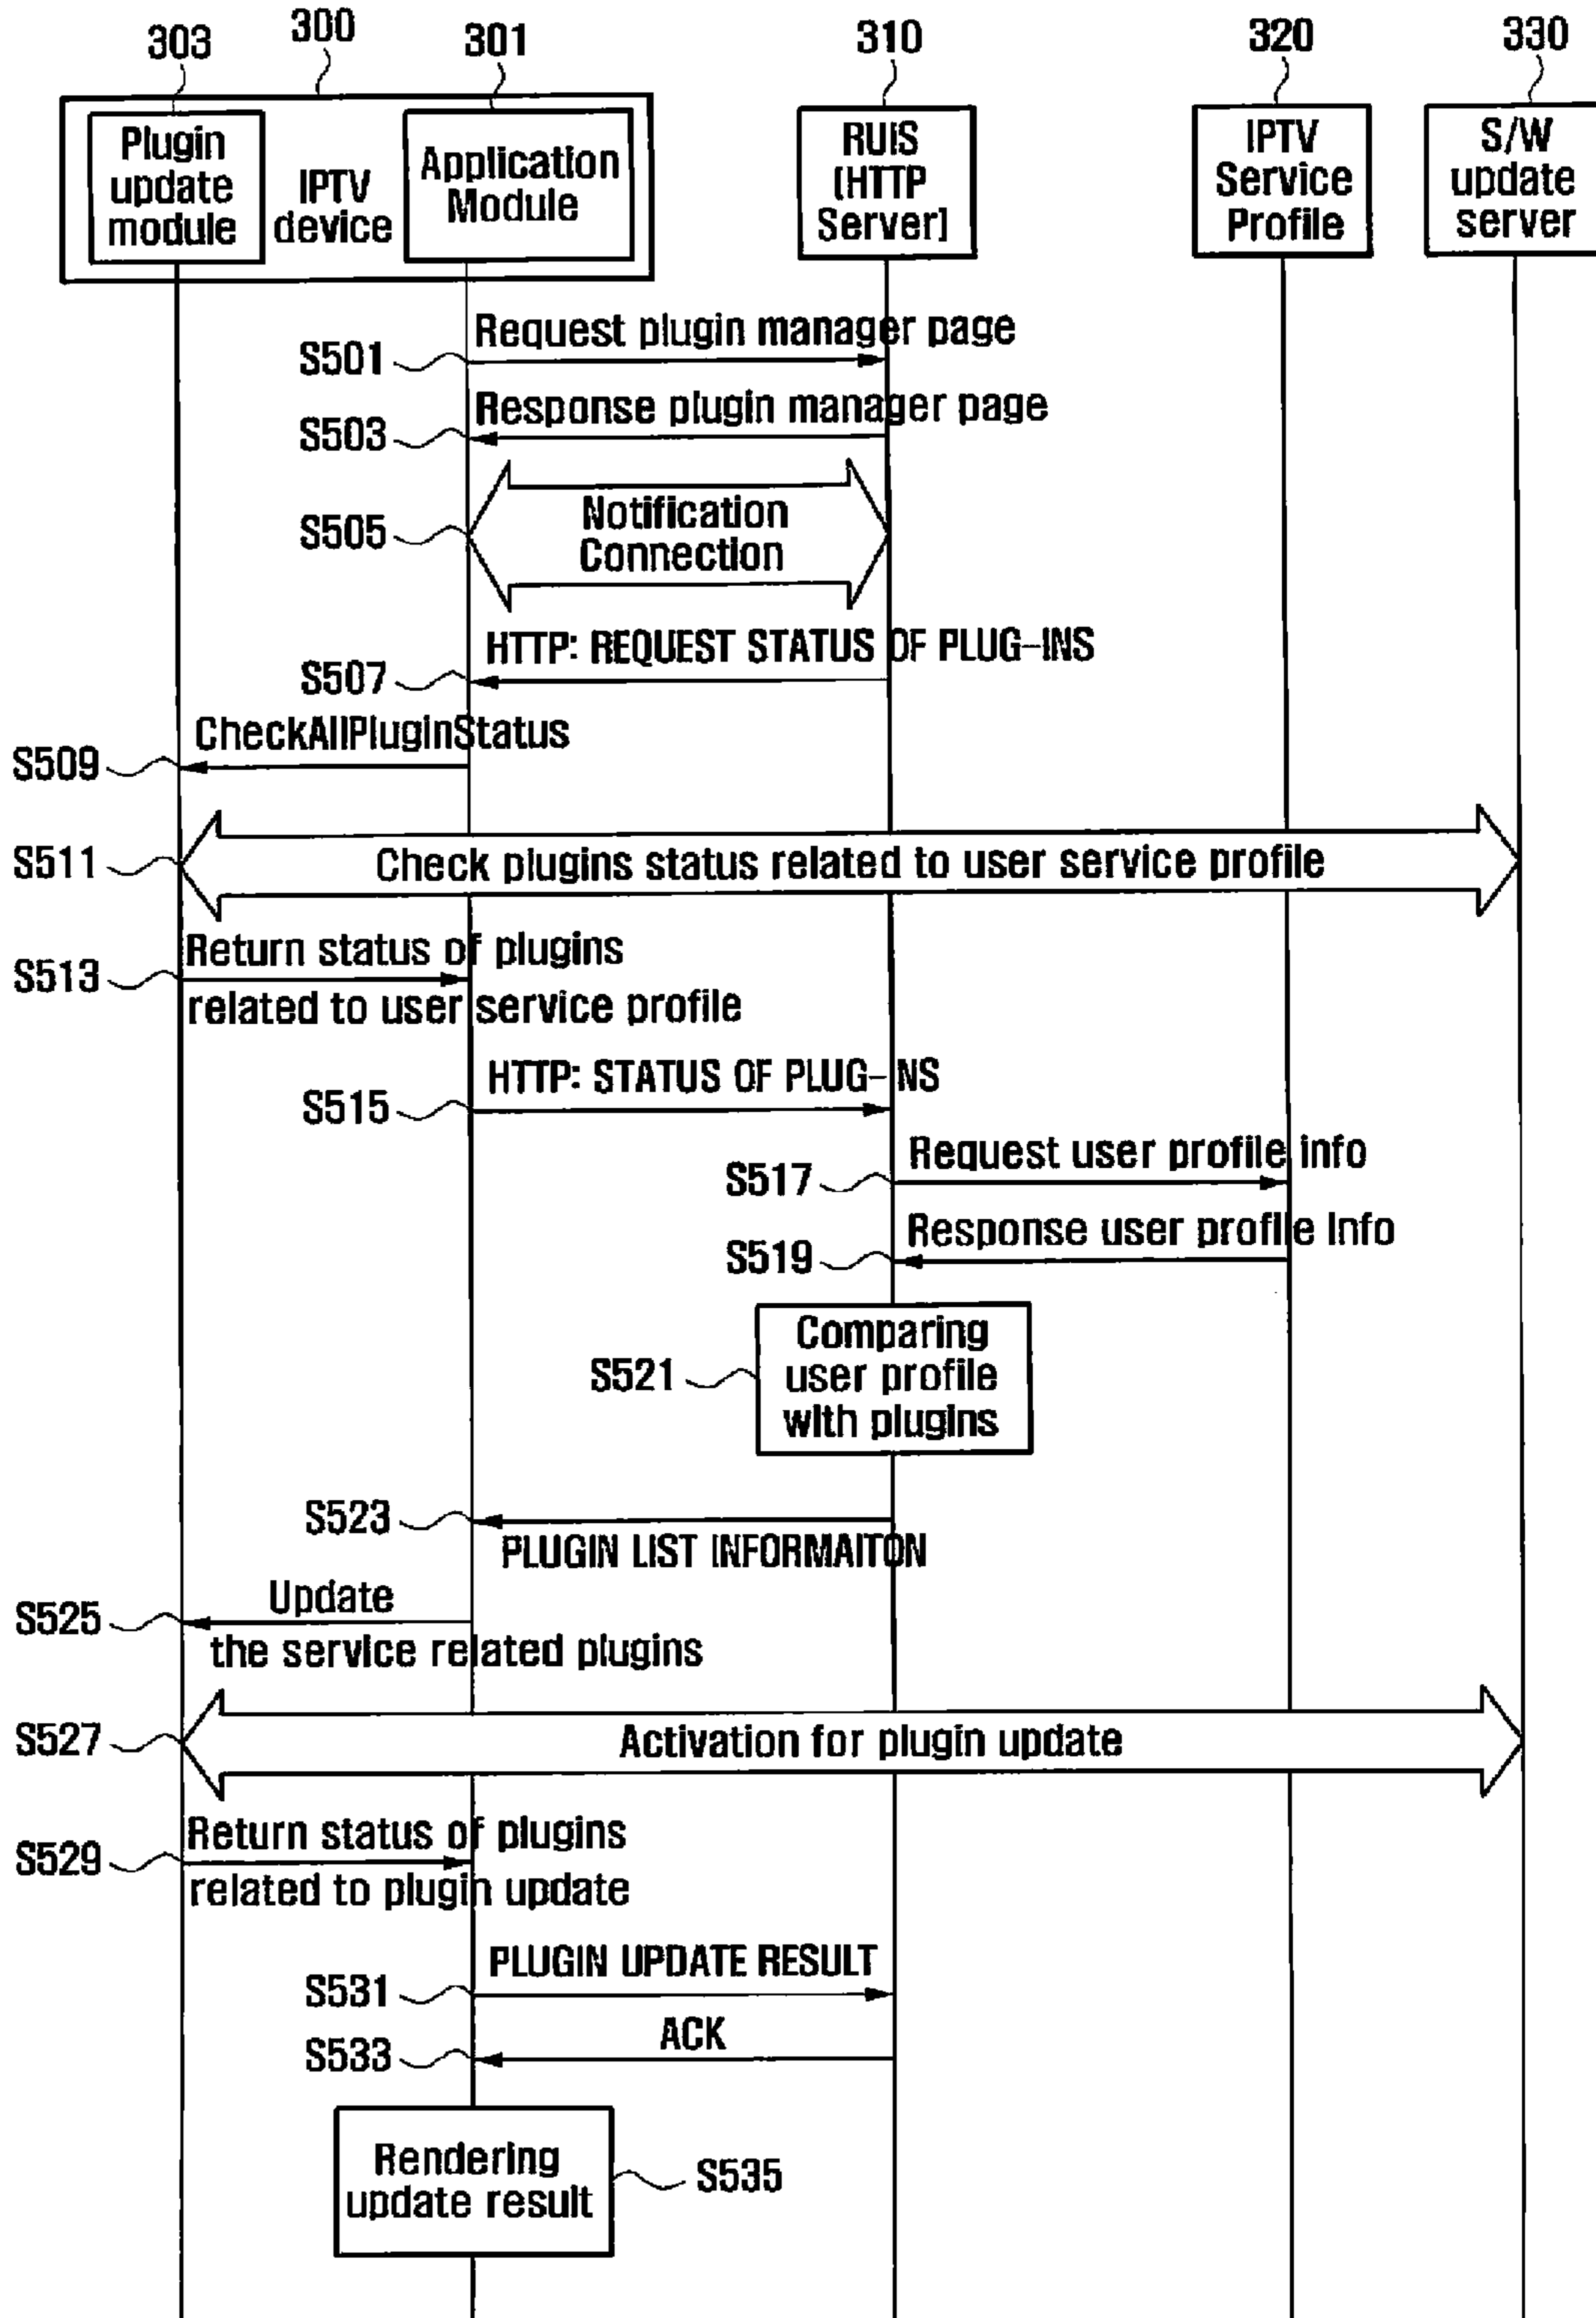 303
300
301
310
320
330
Plugin
update
module
IPTV
device
Application
Module
RUIS
(HTTP
Server)
IPTV
Service
Profile
S/W
update
server
Request plugin manager page
S501
Response plugin manager page
S503
Notification
Connection
S505
HTTP: REQUEST STATUS OF PLUG-INS
S507
CheckAllPluginStatus
S509
Check plugins status related to user service profile
S511
Return status of plugins
S513
related to user service profile
HTTP: STATUS OF PLUG-INS
S515
Request user profile info
S517
Response user profile info
S519
Comparing
user profile
with plugins
S521
S523
PLUGIN LIST INFORMAITON
Update
S525
the service related plugins
Activation for plugin update
S527
Return status of plugins
S529
related to plugin update
PLUGIN UPDATE RESULT
S531
ACK
S533
Rendering
update result
S535